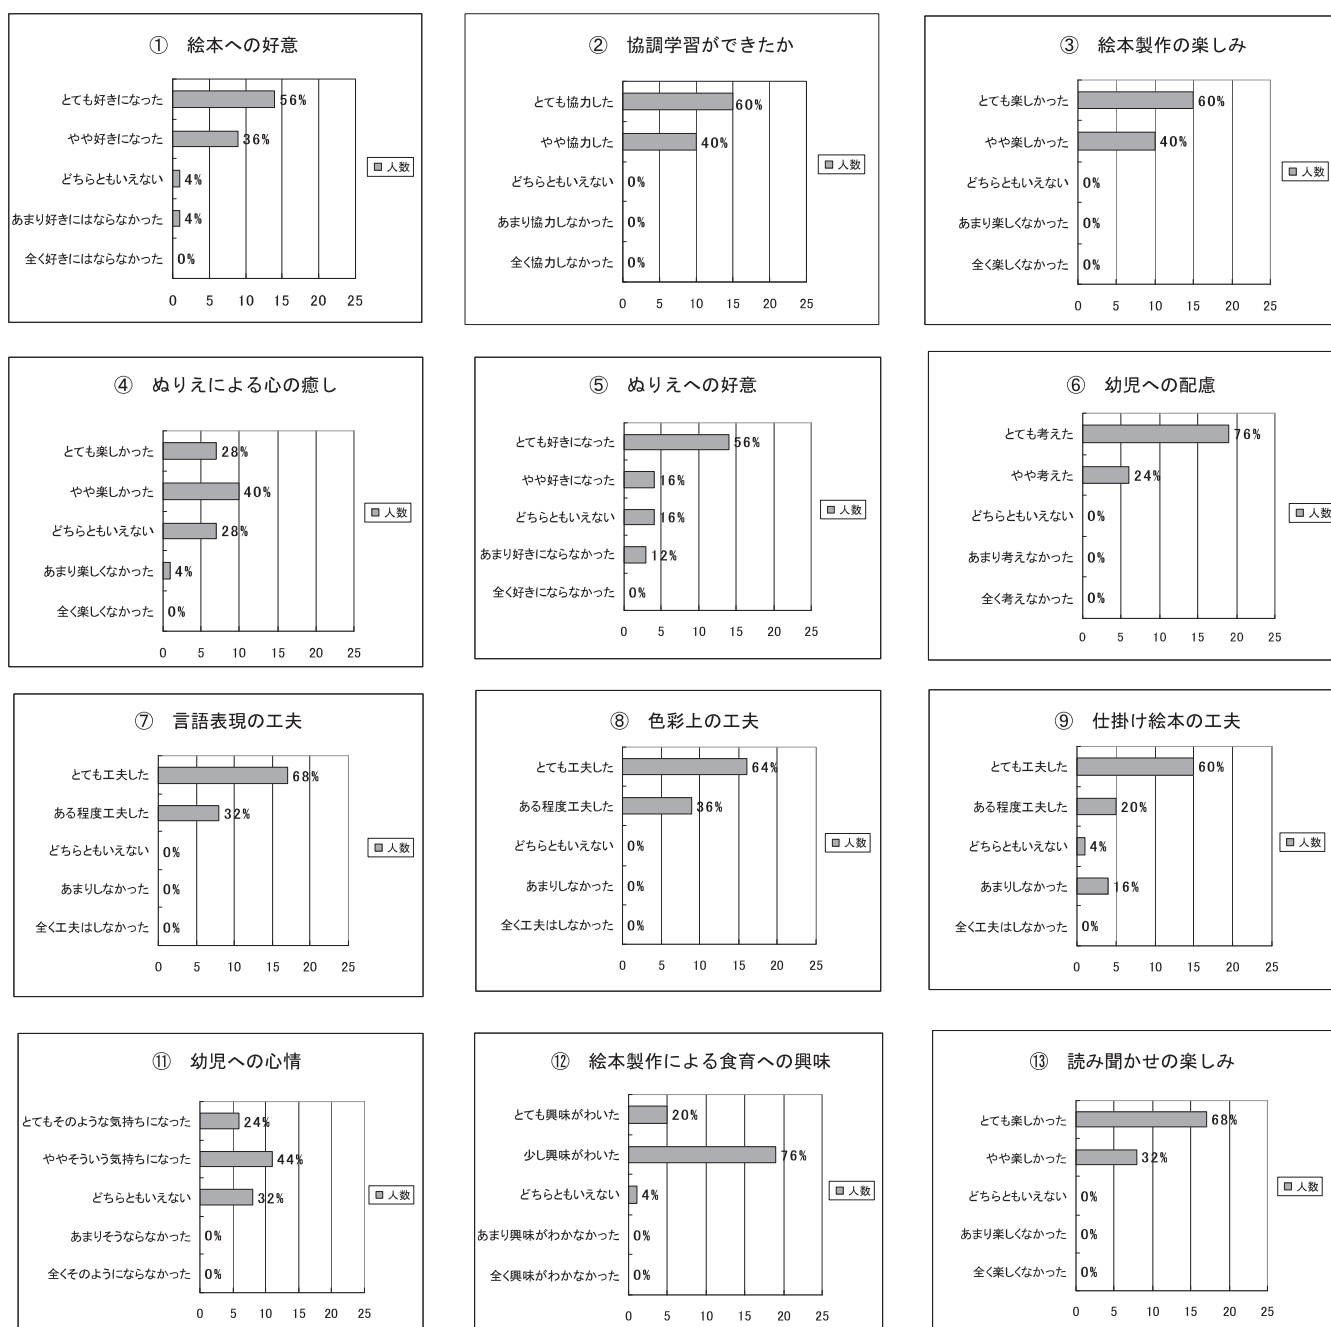 ① 絵本への好意
とても好きになった 56%
やや好きになった 36%
どちらともいえない 4%
あまり好きにはならなかった 4%
全く好きにはならなかった 0%
0 5 10 15 20 25
人数
② 協調学習ができたか
とても協力した 60%
やや協力した 40%
どちらともいえない 0%
あまり協力しなかった 0%
全く協力しなかった 0%
0 5 10 15 20 25
人数
③ 絵本製作の楽しみ
とても楽しかった 60%
やや楽しかった 40%
どちらともいえない 0%
あまり楽しくなかった 0%
全く楽しくなかった 0%
0 5 10 15 20 25
人数
④ ぬりえによる心の癒し
とても楽しかった 28%
やや楽しかった 40%
どちらともいえない 28%
あまり楽しくなかった 4%
全く楽しくなかった 0%
0 5 10 15 20 25
人数
⑤ ぬりえへの好意
とても好きになった 56%
やや好きになった 16%
どちらともいえない 16%
あまり好きにならなかった 12%
全く好きにならなかった 0%
0 5 10 15 20 25
人数
⑥ 幼児への配慮
とても考えた 76%
やや考えた 24%
どちらともいえない 0%
あまり考えなかった 0%
全く考えなかった 0%
0 5 10 15 20 25
人数
⑦ 言語表現の工夫
とても工夫した 68%
ある程度工夫した 32%
どちらともいえない 0%
あまりしなかった 0%
全く工夫はしなかった 0%
0 5 10 15 20 25
人数
⑧ 色彩上の工夫
とても工夫した 64%
ある程度工夫した 36%
どちらともいえない 0%
あまりしなかった 0%
全く工夫はしなかった 0%
0 5 10 15 20 25
人数
⑨ 仕掛け絵本の工夫
とても工夫した 60%
ある程度工夫した 20%
どちらともいえない 4%
あまりしなかった 16%
全く工夫はしなかった 0%
0 5 10 15 20 25
人数
⑪ 幼児への心情
とてもそのような気持ちになった 24%
ややそういう気持ちになった 44%
どちらともいえない 32%
あまりそうならなかった 0%
全くそのようにならなかった 0%
0 5 10 15 20 25
人数
⑫ 絵本製作による食育への興味
とても興味がわいた 20%
少し興味がわいた 76%
どちらともいえない 4%
あまり興味がわかなかった 0%
全く興味がわかなかった 0%
0 5 10 15 20 25
人数
⑬ 読み聞かせの楽しみ
とても楽しかった 68%
やや楽しかった 32%
どちらともいえない 0%
あまり楽しくなかった 0%
全く楽しくなかった 0%
0 5 10 15 20 25
人数